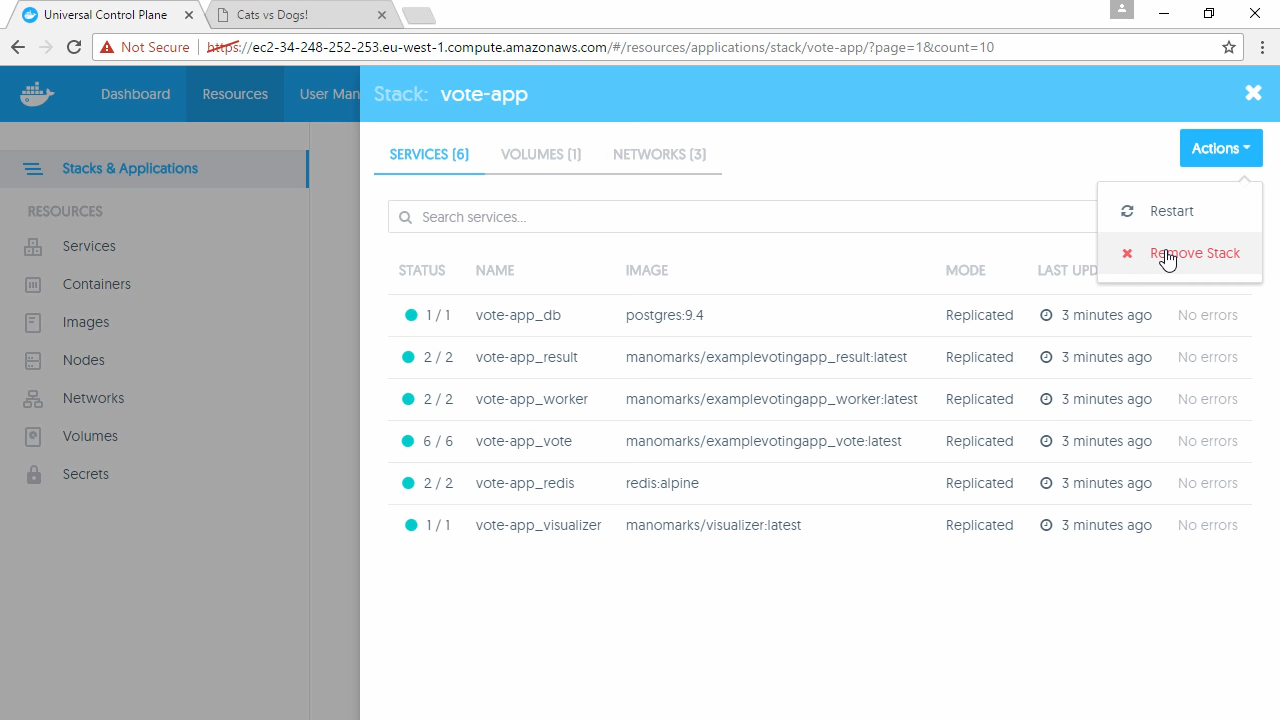 Universal Control Plane
Cats vs Dogs!
Not Secure https://ec2-34-248-252-253.eu-west-1.compute.amazonaws.com/#/resources/applications/stack/vote-app/?page=1&count=10
Dashboard Resources User Man
Stack: vote-app
Stacks & Applications
RESOURCES
Services
Containers
Images
Nodes
Networks
Volumes
Secrets
SERVICES (6) VOLUMES (1) NETWORKS (3)
Actions
Restart
Remove Stack
Search services...
STATUS NAME IMAGE MODE LAST UPD
1 / 1 vote-app_db postgres:9.4 Replicated 3 minutes ago No errors
2 / 2 vote-app_result manomarks/examplevotingapp_result:latest Replicated 3 minutes ago No errors
2 / 2 vote-app_worker manomarks/examplevotingapp_worker:latest Replicated 3 minutes ago No errors
6 / 6 vote-app_vote manomarks/examplevotingapp_vote:latest Replicated 3 minutes ago No errors
2 / 2 vote-app_redis redis:alpine Replicated 3 minutes ago No errors
1 / 1 vote-app_visualizer manomarks/visualizer:latest Replicated 3 minutes ago No errors